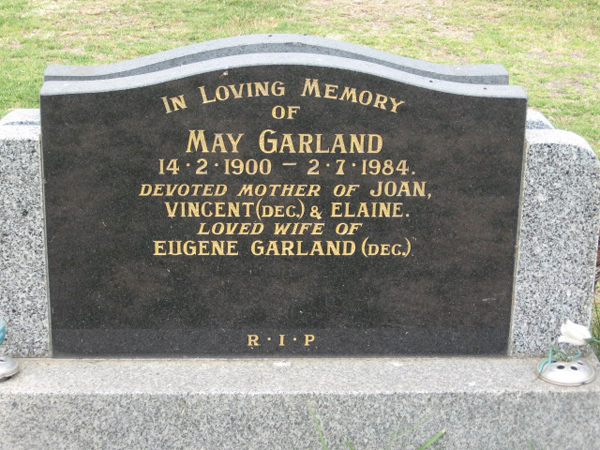 IN LOVING MEMORY
OF
MAY GARLAND
14·2·1900 – 2·7·1984.
DEVOTED MOTHER OF JOAN,
VINCENT (DEC.) & ELAINE.
LOVED WIFE OF
EUGENE GARLAND (DEC.)
R·I·P